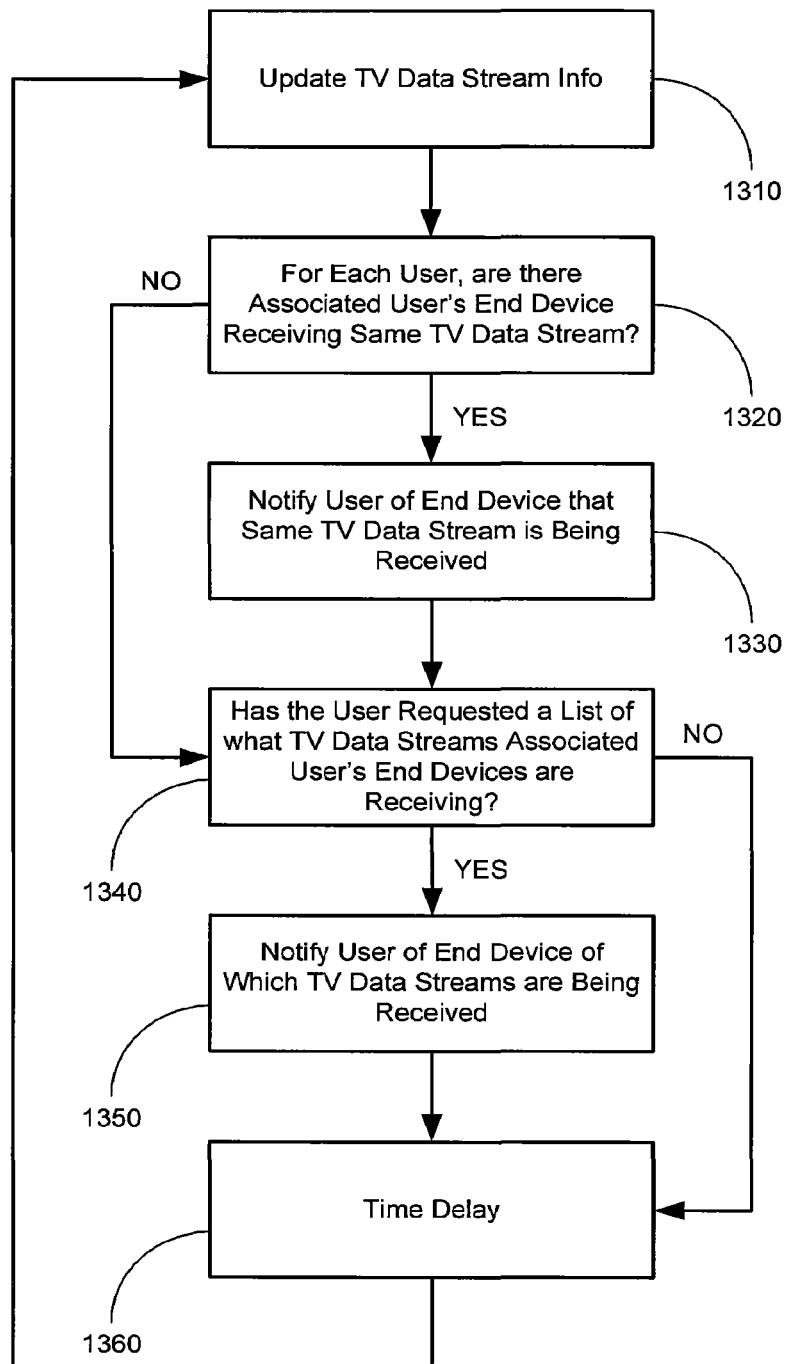 Update TV Data Stream Info
1310
For Each User, are there
Associated User's End Device
Receiving Same TV Data Stream?
NO
1320
YES
Notify User of End Device that
Same TV Data Stream is Being
Received
1330
Has the User Requested a List of
what TV Data Streams Associated
User's End Devices are
Receiving?
NO
1340
YES
Notify User of End Device of
Which TV Data Streams are Being
Received
1350
Time Delay
1360